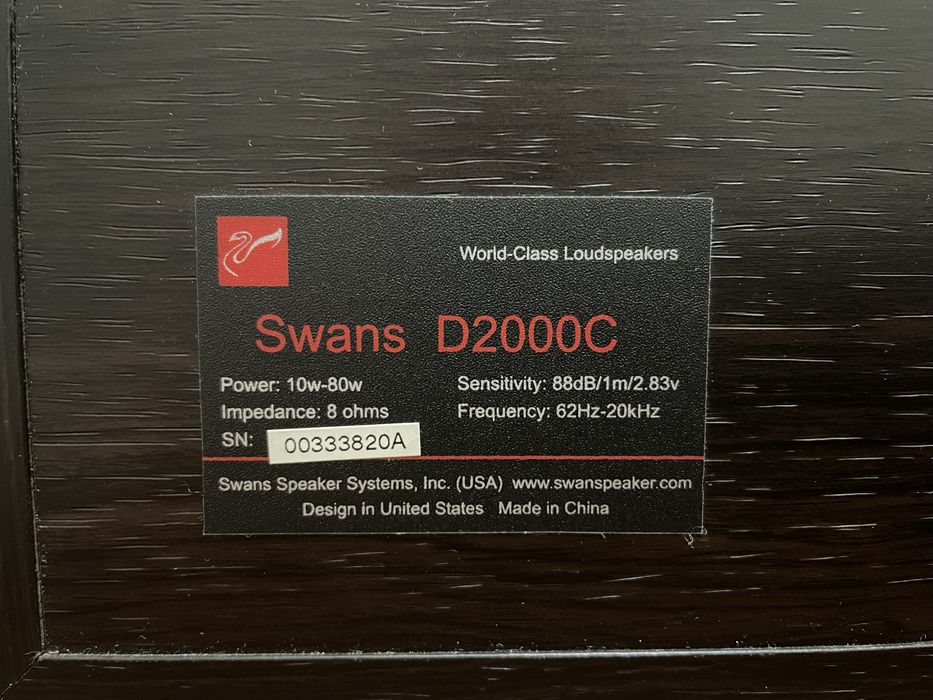 World-Class Loudspeakers
Swans D2000C
Power: 10w-80w Sensitivity: 88dB/1m/2.83v
Impedance: 8 ohms Frequency: 62Hz-20kHz
SN: 00333820A
Swans Speaker Systems, Inc. (USA) www.swanspeaker.com
Design in United States Made in China